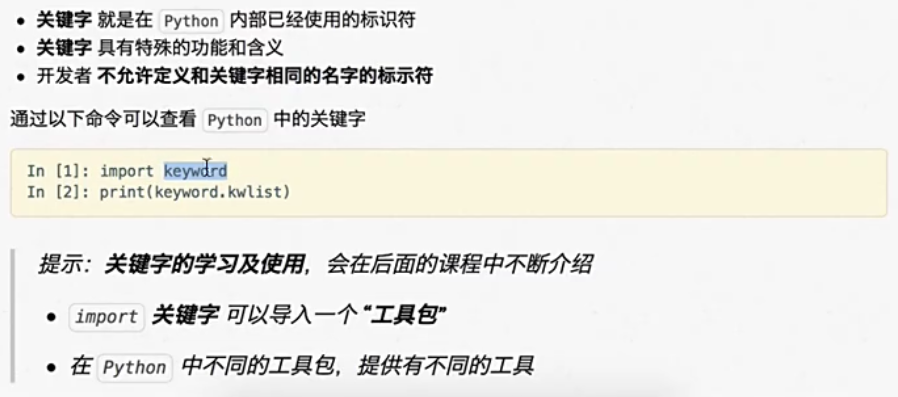 关键字 就是在 Python 内部已经使用的标识符
关键字 具有特殊的功能和含义
开发者 不允许定义和关键字相同的名字的标示符
通过以下命令可以查看 Python 中的关键字
In [1]: import keyword
In [2]: print(keyword.kwlist)
提示：关键字的学习及使用，会在后面的课程中不断介绍
import 关键字 可以导入一个 “工具包”
在 Python 中不同的工具包，提供有不同的工具